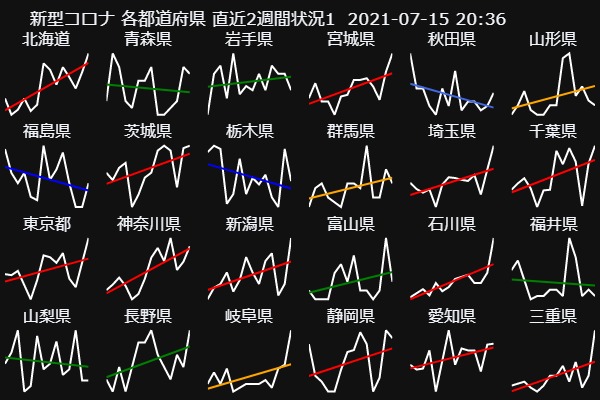 新型コロナ 各都道府県 直近2週間状況1 2021-07-15 20:36
北海道 青森県 岩手県 宮城県 秋田県 山形県
福島県 茨城県 栃木県 群馬県 埼玉県 千葉県
東京都 神奈川県 新潟県 富山県 石川県 福井県
山梨県 長野県 岐阜県 静岡県 愛知県 三重県